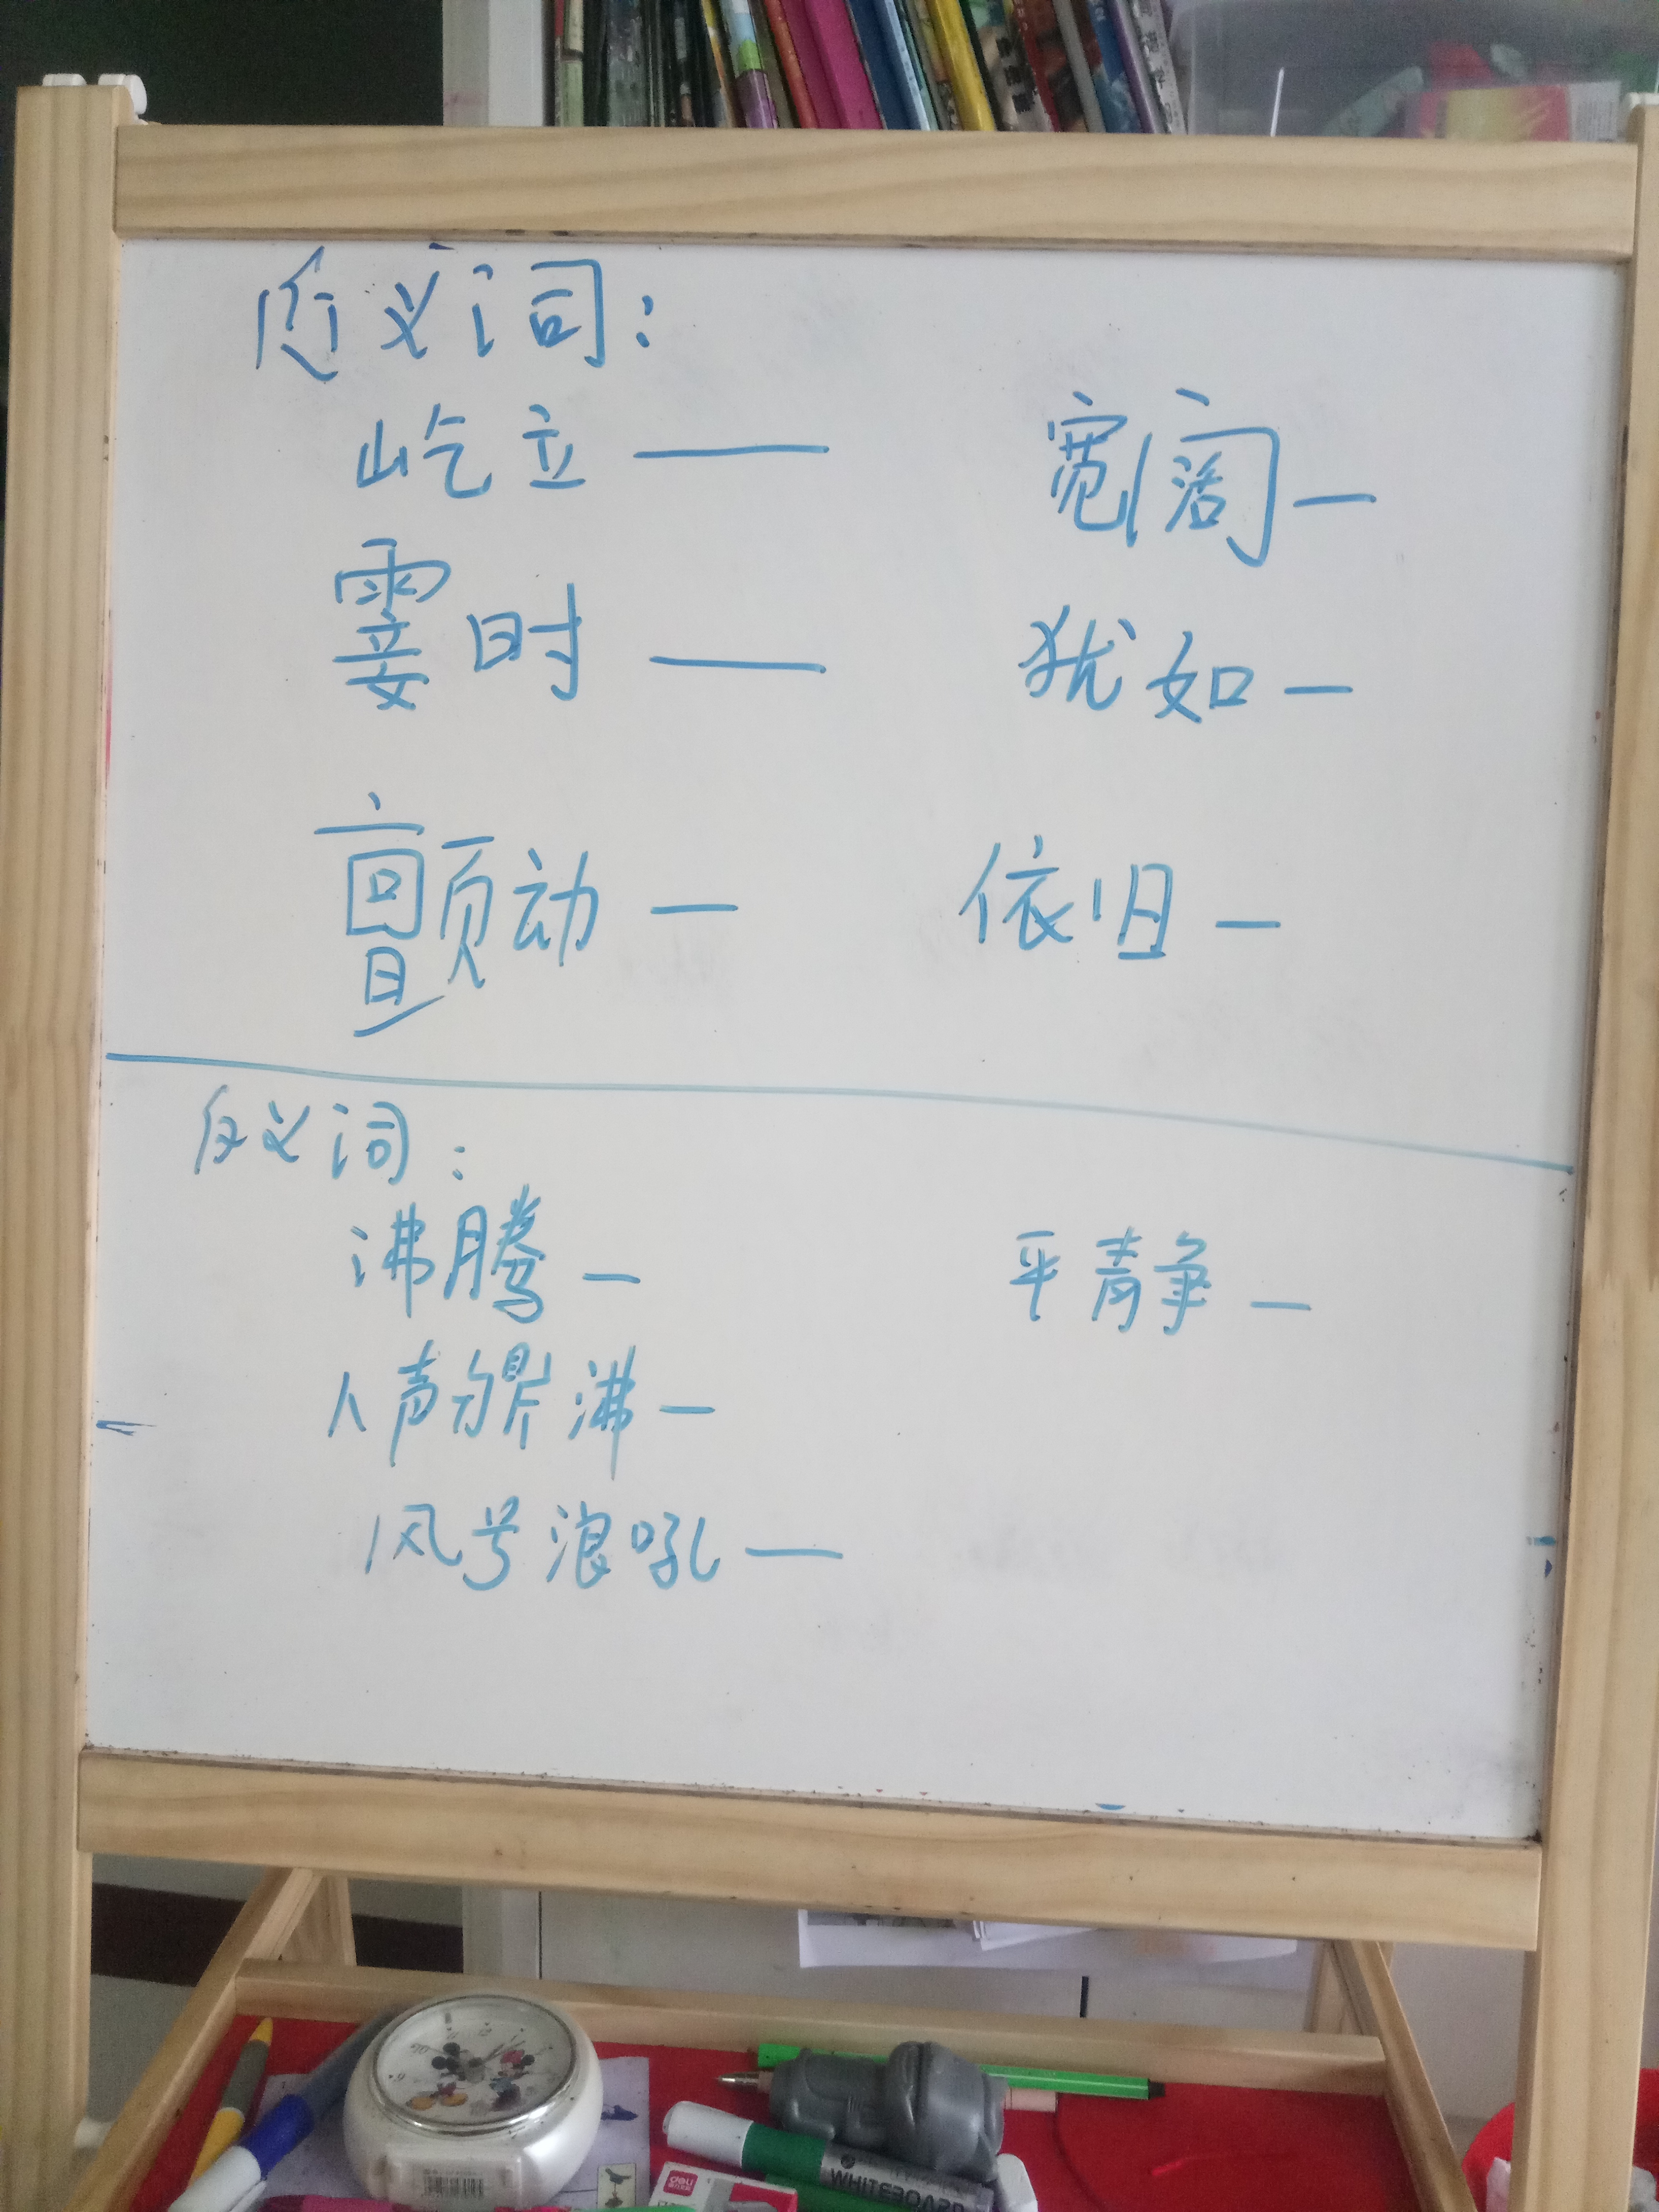 近义词:
屹立—— 宽阔—
霎时—— 犹如—
颤动— 依旧—
反义词:
沸腾— 平静—
人声鼎沸—
风号浪吼—
deli
WHITEBOARD